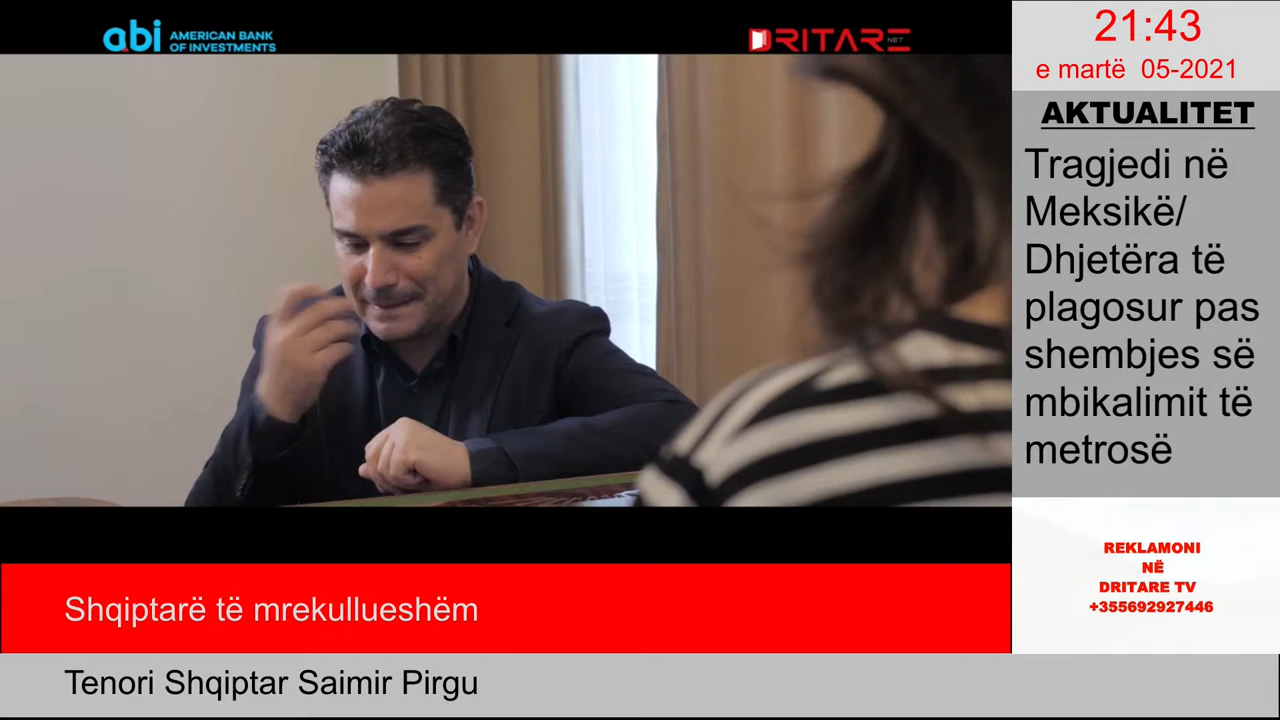 abi AMERICAN BANK
OF INVESTMENTS
DRITARE
NET
21:43
e martë 05-2021
AKTUALITET
Tragjedi në
Meksikë/
Dhjetëra të
plagosur pas
shembjes së
mbikalimit të
metrosë
REKLAMONI
NË
DRITARE TV
+355692927446
Shqiptarë të mrekullueshëm
Tenori Shqiptar Saimir Pirgu